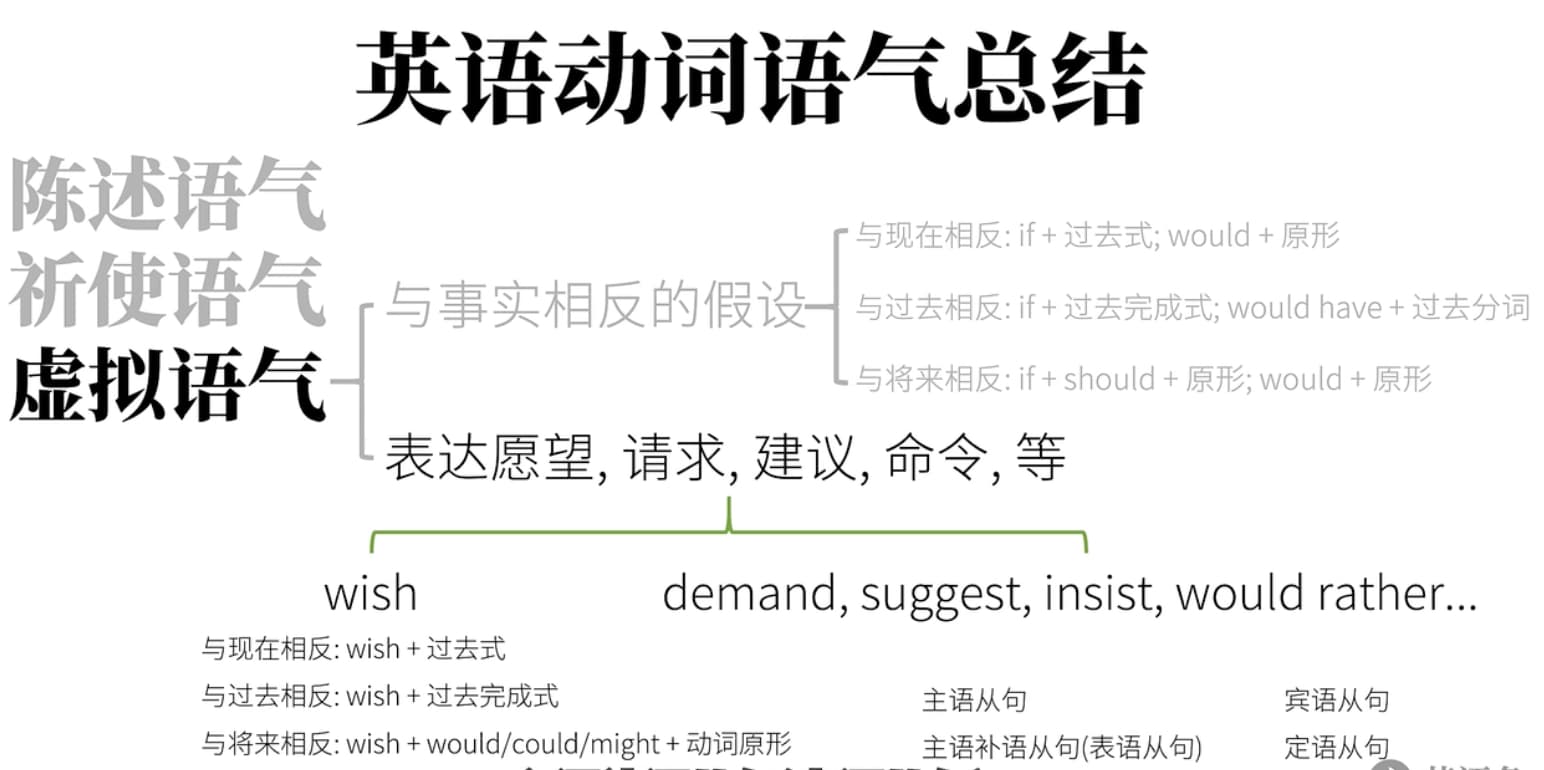 英语动词语气总结
陈述语气
祈使语气
虚拟语气
与事实相反的假设
与现在相反: if + 过去式; would + 原形
与过去相反: if + 过去完成式; would have + 过去分词
与将来相反: if + should + 原形; would + 原形
表达愿望, 请求, 建议, 命令, 等
wish
与现在相反: wish + 过去式
与过去相反: wish + 过去完成式
与将来相反: wish + would/could/might + 动词原形
demand, suggest, insist, would rather...
主语从句
宾语从句
主语补语从句(表语从句)
定语从句